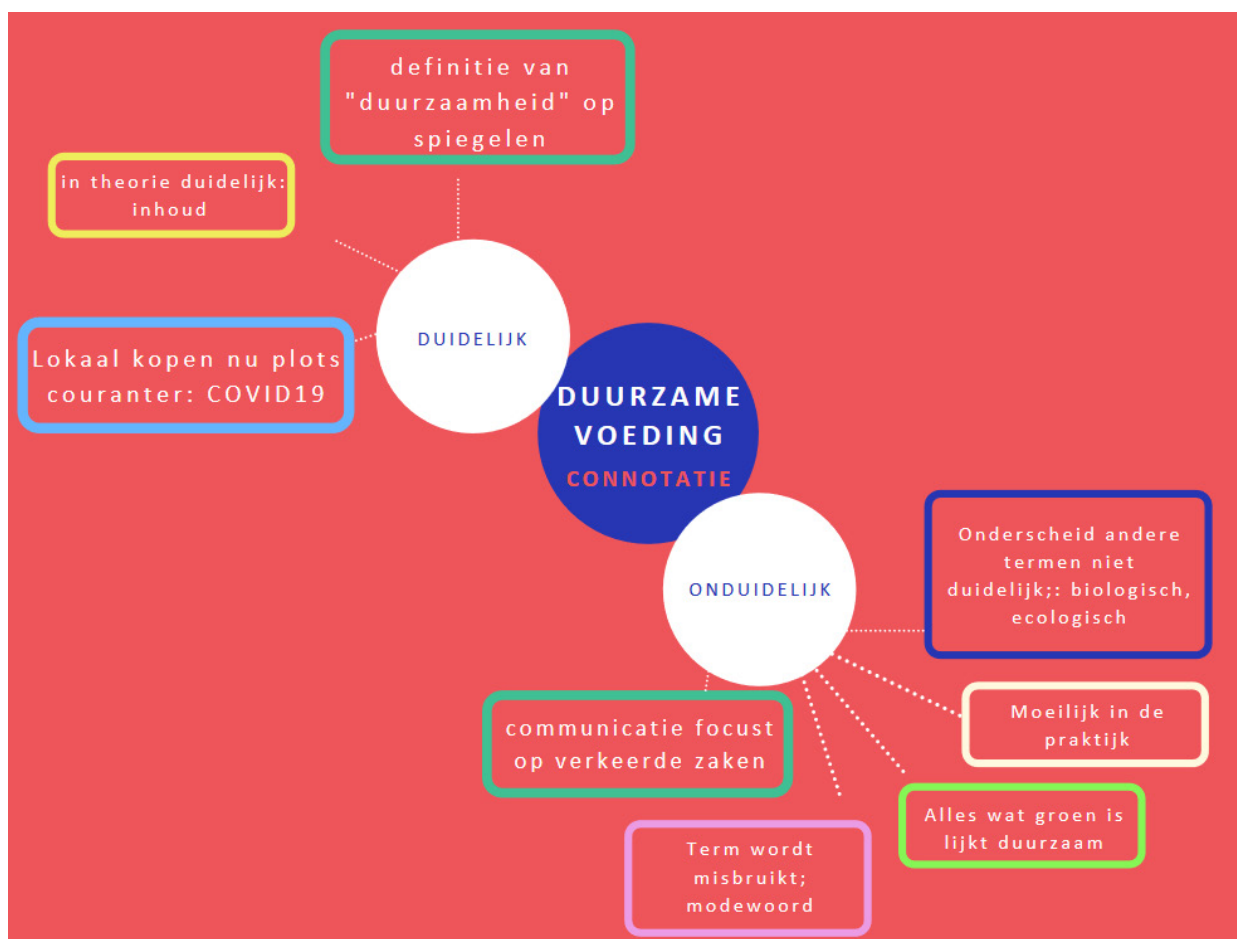 definitie van
"duurzaamheid" op
spiegelen
in theorie duidelijk:
inhoud
Lokaal kopen nu plots
couranter: COVID19
DUIDELIJK
DUURZAME
VOEDING
CONNOTATIE
ONDUIDELIJK
Onderscheid andere
termen niet
duidelijk;: biologisch,
ecologisch
Moeilijk in de
praktijk
communicatie focust
op verkeerde zaken
Alles wat groen is
lijkt duurzaam
Term wordt
misbruikt;
modewoord